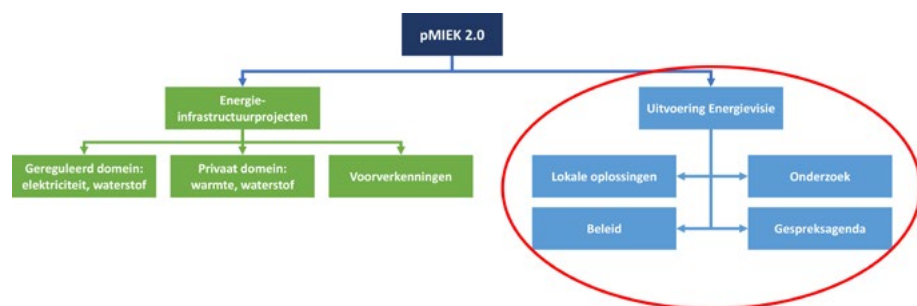 pMIEK 2.0
Energie-
infrastructuurprojecten
Uitvoering Energievisie
Gereguleerd domein:
elektriciteit, waterstof
Privaat domein:
warmte, waterstof
Voorverkenningen
Lokale oplossingen
Onderzoek
Beleid
Gespreksagenda